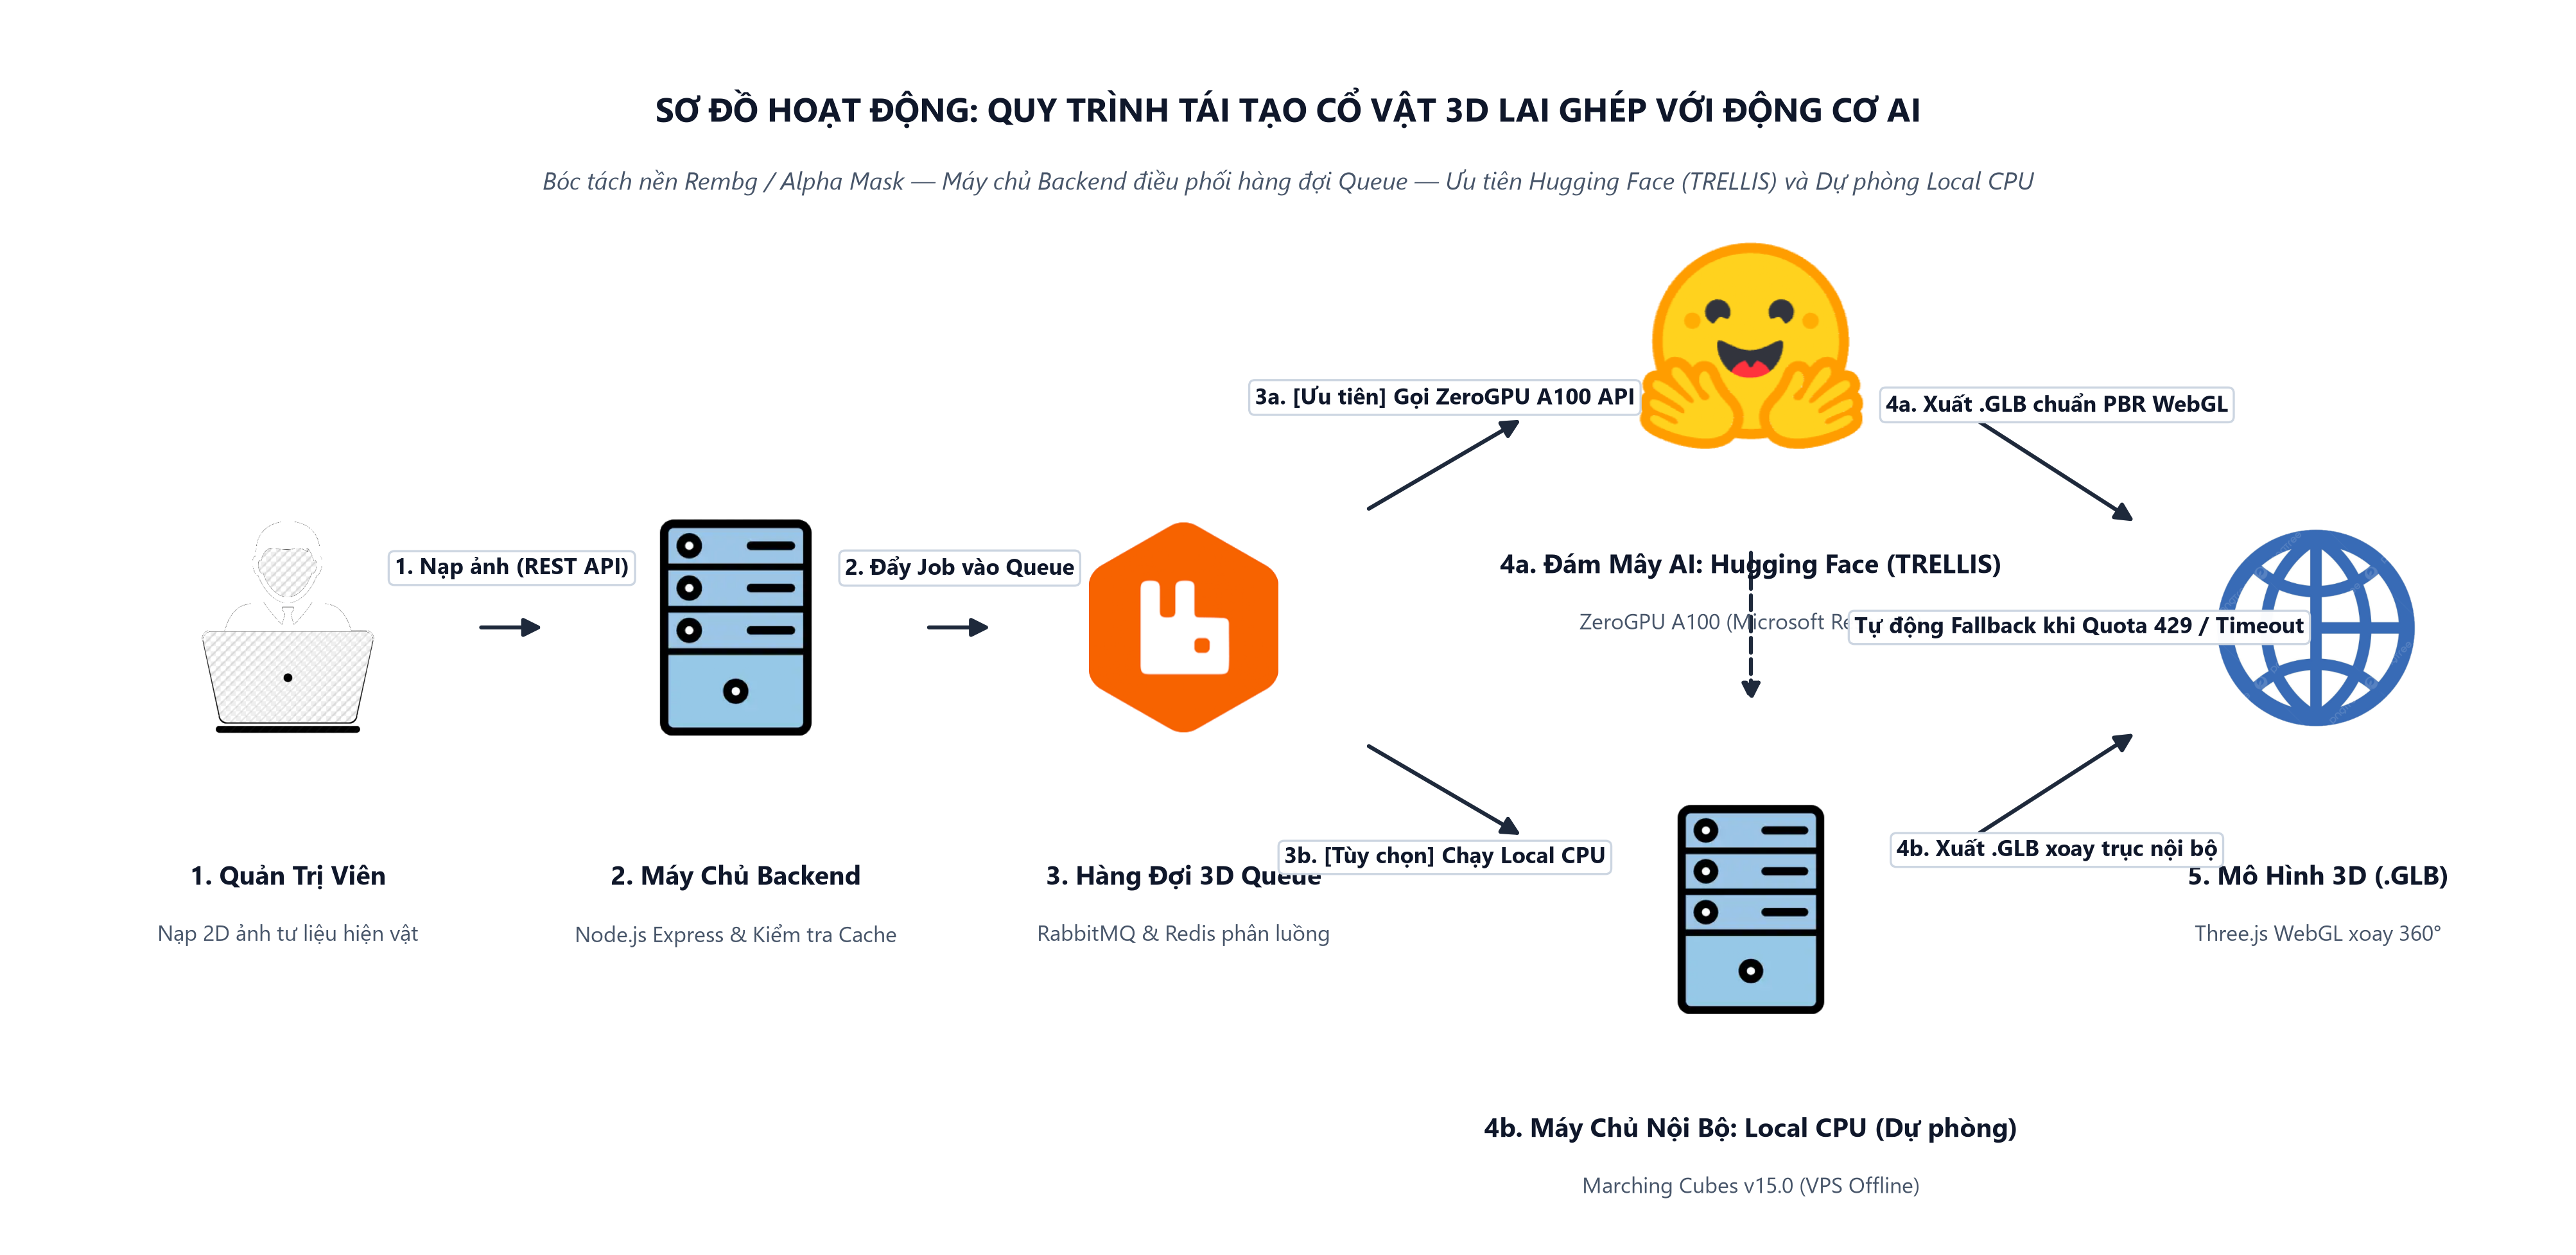 SƠ ĐỒ HOẠT ĐỘNG: QUY TRÌNH TÁI TẠO CỔ VẬT 3D LAI GHÉP VỚI ĐỘNG CƠ AI
Bóc tách nền Rembg / Alpha Mask — Máy chủ Backend điều phối hàng đợi Queue — Ưu tiên Hugging Face (TRELLIS) và Dự phòng Local CPU
3a. [Ưu tiên] Gọi ZeroGPU A100 API
4a. Xuất .GLB chuẩn PBR WebGL
1. Nạp ảnh (REST API)
2. Đẩy Job vào Queue
4a. Đám Mây AI: Hugging Face (TRELLIS)
ZeroGPU A100 (Microsoft
Tự động Fallback khi Quota 429 / Timeout
3b. [Tùy chọn] Chạy Local CPU
4b. Xuất .GLB xoay trục nội bộ
1. Quản Trị Viên
Nạp 2D ảnh tư liệu hiện vật
2. Máy Chủ Backend
Node.js Express & Kiểm tra Cache
3. Hàng Đợi 3D Queue
RabbitMQ & Redis phân luồng
5. Mô Hình 3D (.GLB)
Three.js WebGL xoay 360°
4b. Máy Chủ Nội Bộ: Local CPU (Dự phòng)
Marching Cubes v15.0 (VPS Offline)